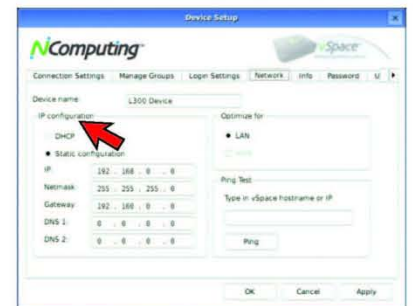 Device Setup
NComputing
vSpace
Connection Settings Manage Groups Login Settings Network Info Password U
Device name L300 Device
IP configuration
DHCP
Static configuration
IP 192 . 168 . 0 . 0
Netmask 255 . 255 . 255 . 0
Gateway 192 . 168 . 0 . 0
DNS 1: 0 . 0 . 0 . 0
DNS 2: 0 . 0 . 0 . 0
Optimize for
LAN
Ping Test
Type in vSpace hostname or IP
Ping
OK Cancel Apply